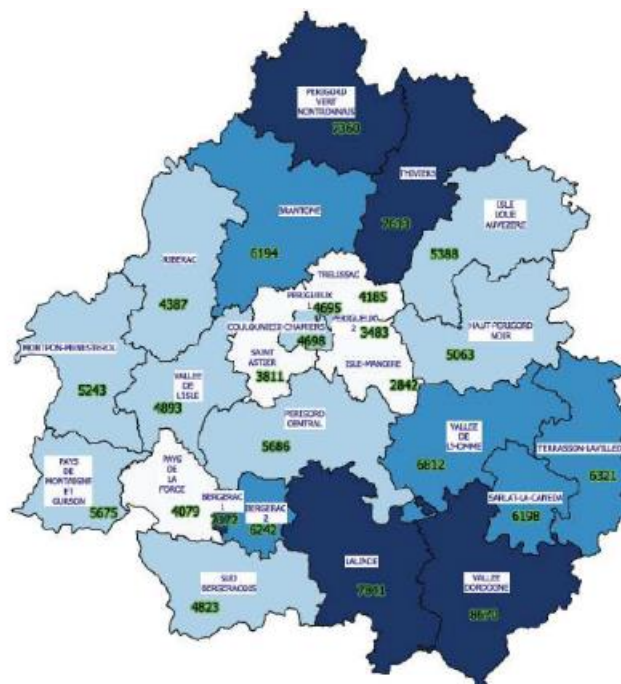 PERIGORD
VERT
NONTRONNAIS
7360
THIVIERS
7613
BRANTOME
6194
ISLE
LOUE
AUVEZERE
5388
RIBERAC
4387
TRELISSAC
4185
PERIGUEUX
1
4695
PERIGUEUX
2
3483
COULOUNIEIX-CHAMIERS
4698
HAUT-PERIGORD
NOIR
5063
MONTPON-MENESTEROL
5243
SAINT
ASTIER
3811
ISLE-MANOIRE
2842
VALLEE
DE
L'ISLE
4893
PERIGORD
CENTRAL
5686
VALLEE
DE
L'HOMME
6812
TERRASSON-LAVILLED
6321
PAYS
DE
MONTAIGNE
ET
GURSON
5675
PAYS
DE
LA
FORCE
4079
BERGERAC
1
BERGERAC
2
6242
SARLAT-LA-CANEDA
6198
SUD
BERGERACOIS
4823
LALINDE
VALLEE
DORDOGNE